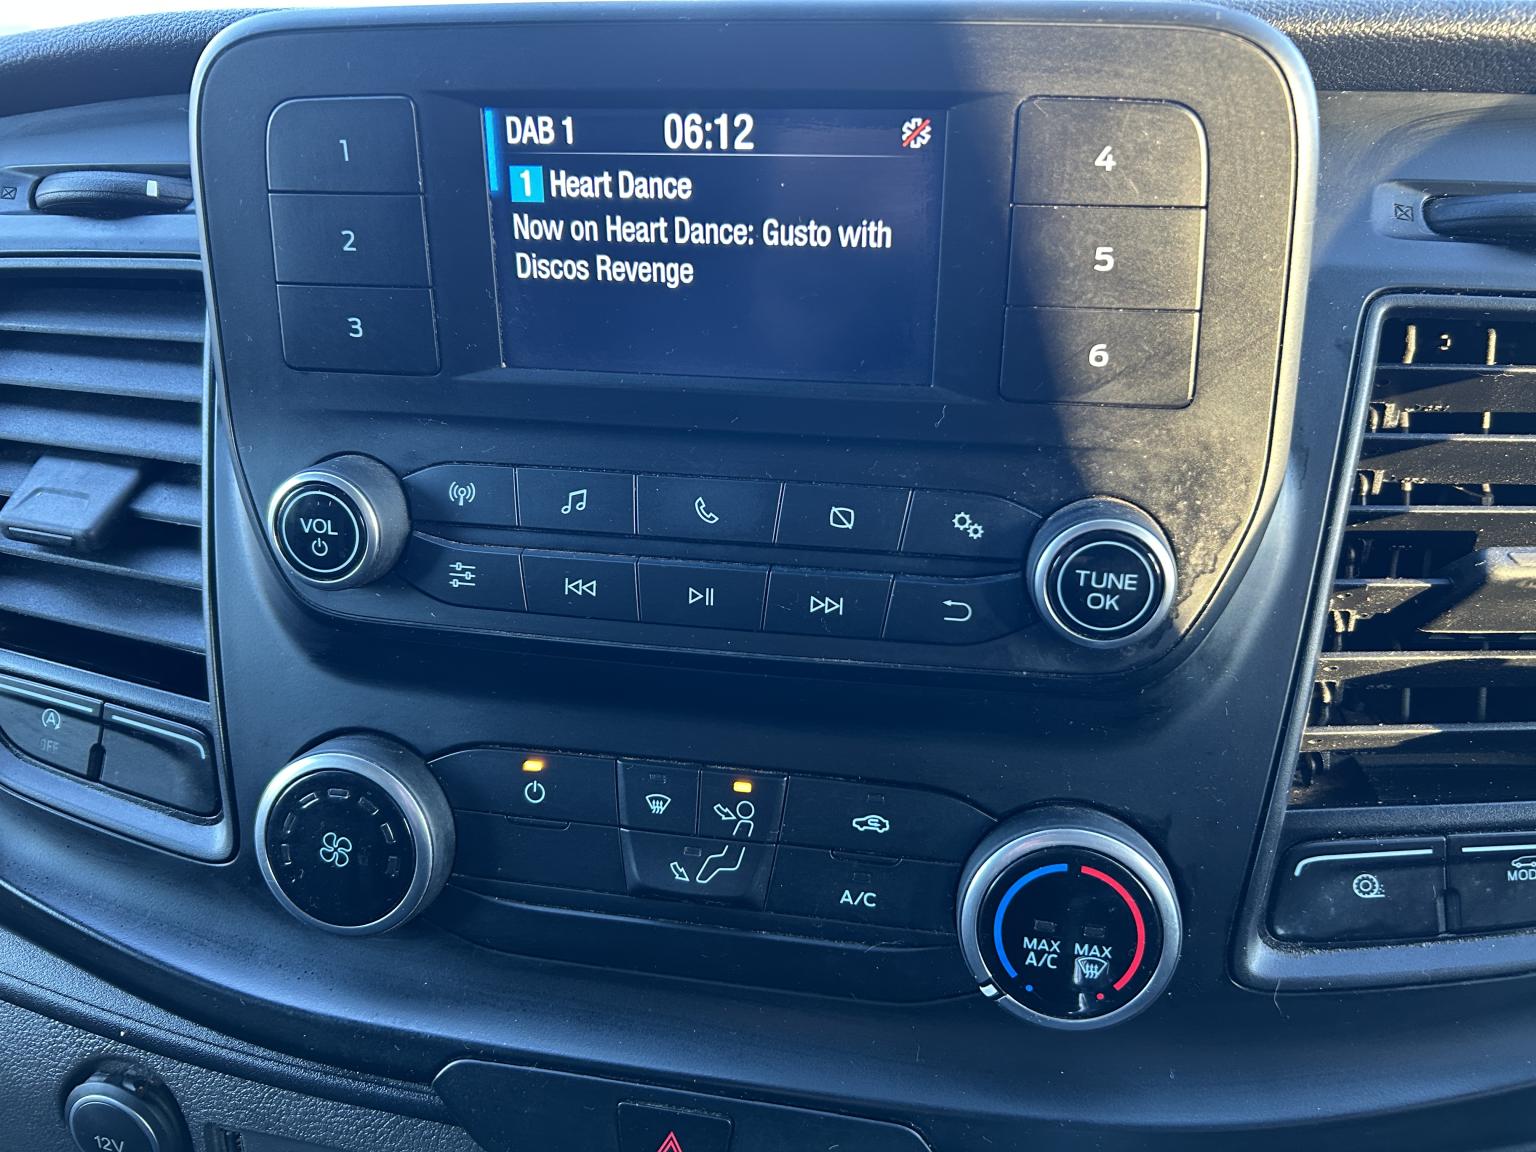 DAB 1 06:12
1 Heart Dance
Now on Heart Dance: Gusto with
Discos Revenge
1
2
3
4
5
6
VOL
TUNE
OK
A
OFF
A/C
MAX MAX
A/C
MOD
12V